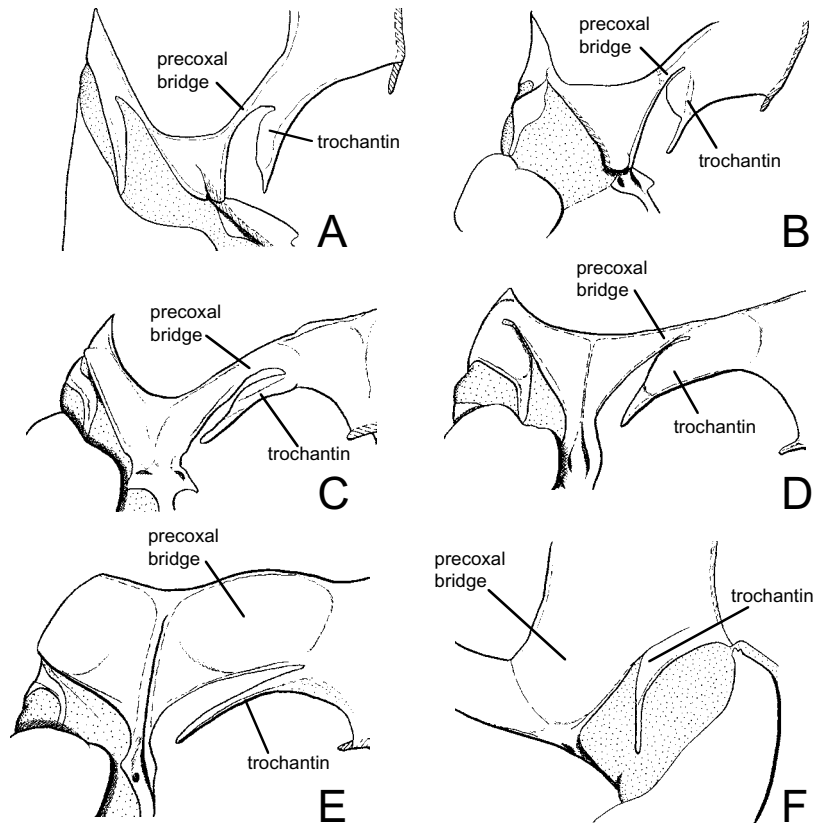 precoxal
bridge
trochantin
A
precoxal
bridge
trochantin
B
precoxal
bridge
trochantin
C
precoxal
bridge
trochantin
D
precoxal
bridge
trochantin
E
precoxal
bridge
trochantin
F